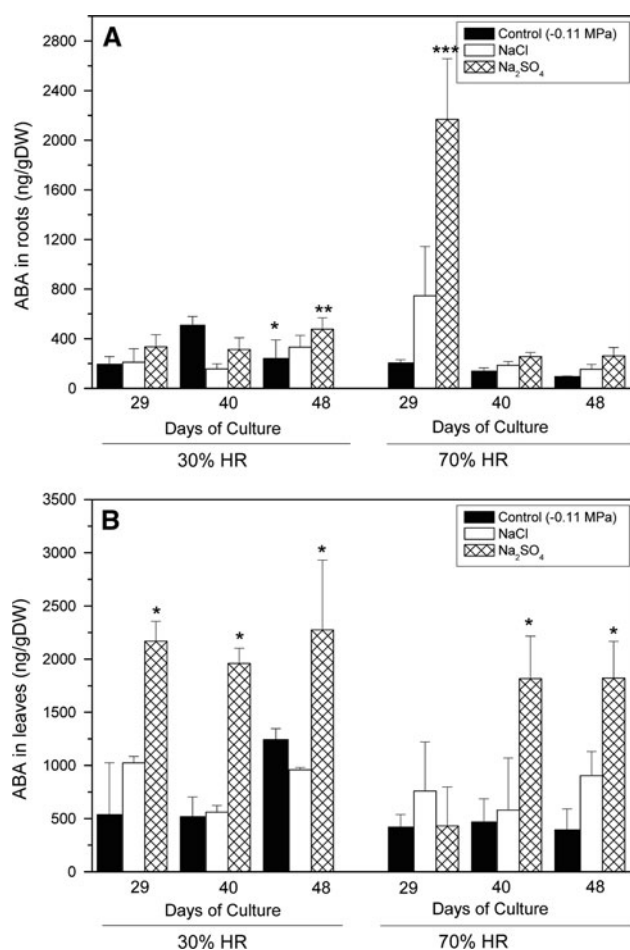 A
Control (-0.11 MPa)
NaCl
Na₂SO₄
***
2800
2400
2000
1600
1200
800
400
0
ABA in roots (ng/gDW)
*
**
29 40 48 29 40 48
Days of Culture Days of Culture
30% HR 70% HR
B
Control (-0.11 MPa)
NaCl
Na₂SO₄
3500
3000
2500
2250
1750
1250
1000
500
0
ABA in leaves (ng/gDW)
* * * * *
29 40 48 29 40 48
Days of Culture Days of Culture
30% HR 70% HR